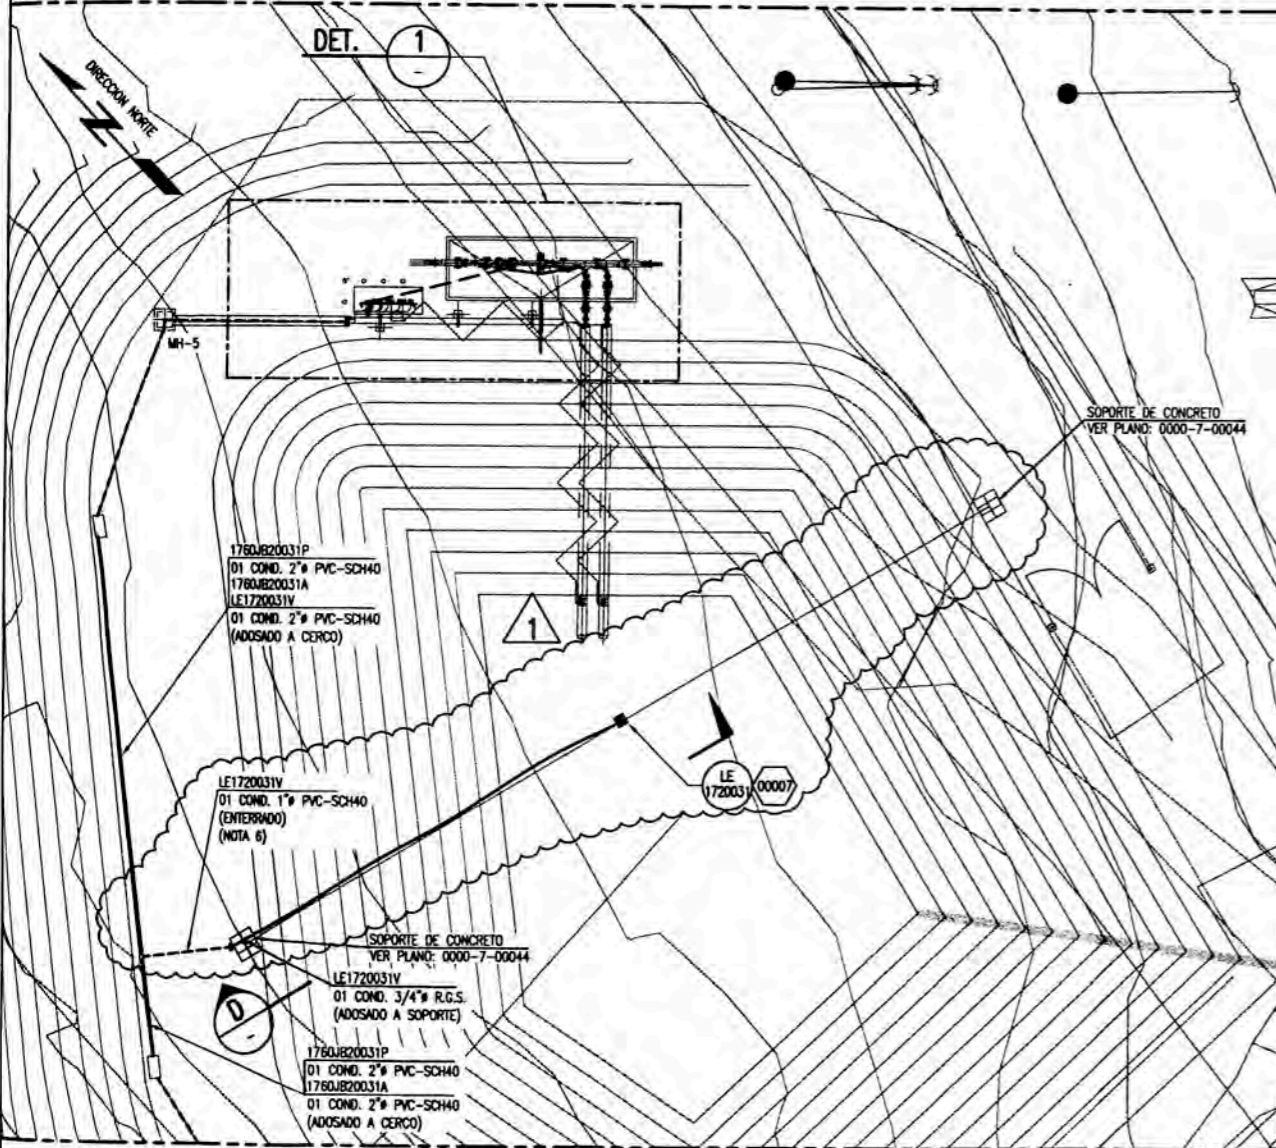 DET.
1
-
DIRECCION NORTE
MH-5
SOPORTE DE CONCRETO
VER PLANO: 0000-7-00044
1760JB20031P
01 COND. 2"ø PVC-SCH40
1760JB20031A
LE1720031V
01 COND. 2"ø PVC-SCH40
(ADOSADO A CERCO)
1
LE
1720031
00007
LE1720031V
01 COND. 1"ø PVC-SCH40
(ENTERRADO)
(NOTA 6)
SOPORTE DE CONCRETO
VER PLANO: 0000-7-00044
LE1720031V
01 COND. 3/4"ø R.G.S.
(ADOSADO A SOPORTE)
D
-
1760JB20031P
01 COND. 2"ø PVC-SCH40
1760JB20031A
01 COND. 2"ø PVC-SCH40
(ADOSADO A CERCO)